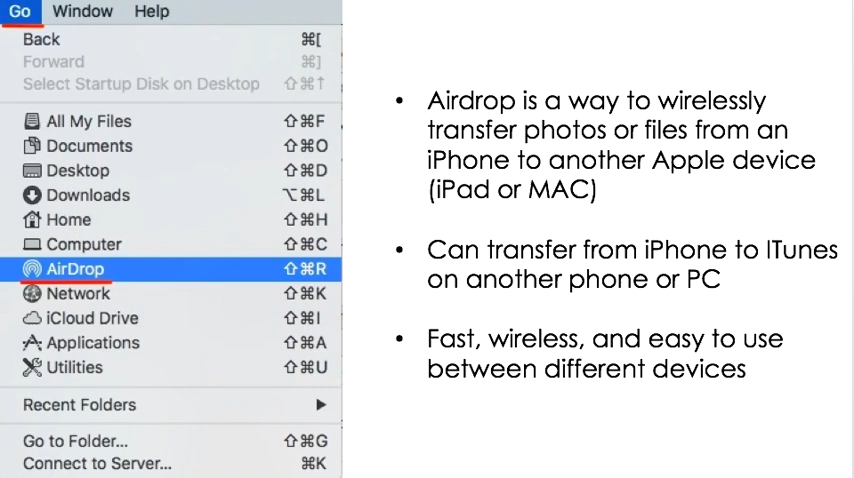 Go Window Help
Back ⌘[
Forward ⌘]
Select Startup Disk on Desktop ⇧⌘↑
All My Files ⇧⌘F
Documents ⇧⌘O
Desktop ⇧⌘D
Downloads ⌥⌘L
Home ⇧⌘H
Computer ⇧⌘C
AirDrop ⇧⌘R
Network ⇧⌘K
iCloud Drive ⇧⌘I
Applications ⇧⌘A
Utilities ⇧⌘U
Recent Folders ▶
Go to Folder... ⇧⌘G
Connect to Server... ⌘K
• Airdrop is a way to wirelessly
transfer photos or files from an
iPhone to another Apple device
(iPad or MAC)
• Can transfer from iPhone to ITunes
on another phone or PC
• Fast, wireless, and easy to use
between different devices